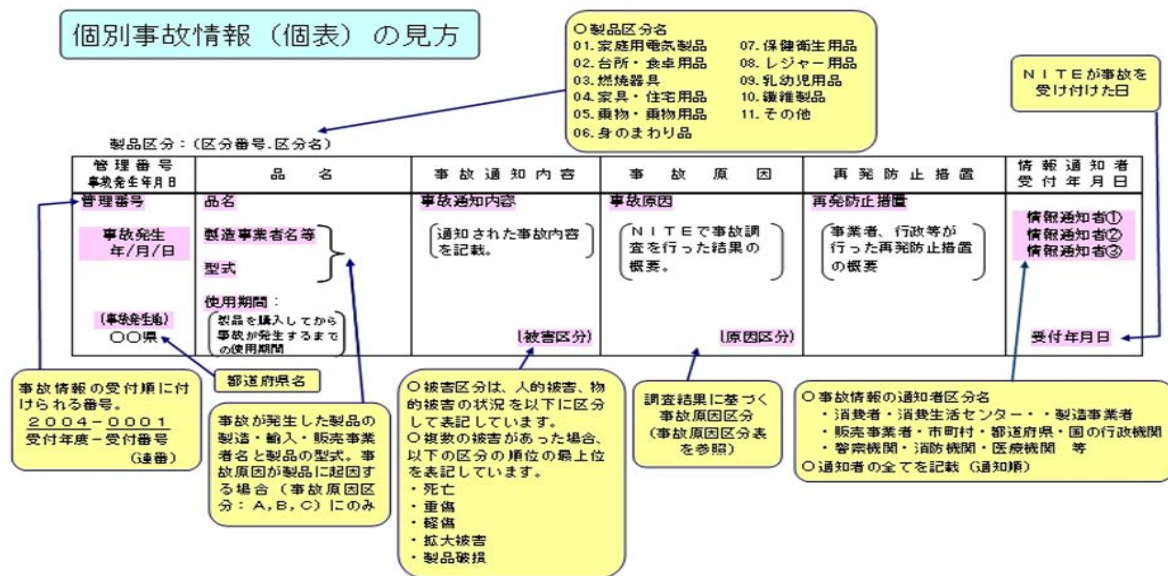 個別事故情報（個表）の見方
○製品区分名
01.家庭用電気製品
02.台所・食卓用品
03.燃焼器具
04.家具・住宅用品
05.乗物・乗物用品
06.身のまわり品
07.保健衛生用品
08.レジャー用品
09.乳幼児用品
10.繊維製品
11.その他
ＮＩＴＥが事故を
受け付けた日
製品区分：(区分番号.区分名)
管理番号
事故発生年月日
品名
事故通知内容
事故原因
再発防止措置
情報通知者
受付年月日
管理番号
事故発生
年/月/日
(事故発生地)
○○県
品名
製造事業者名等
型式
使用期間：
製品を購入してから
事故が発生するまで
の使用期間
事故通知内容
通知された事故内容
を記載。
(被害区分)
事故原因
ＮＩＴＥで事故調
査を行った結果の
概要。
(原因区分)
再発防止措置
事業者、行政等が
行った再発防止措置
の概要
情報通知者①
情報通知者②
情報通知者③
受付年月日
事故情報の受付順に付
けられる番号。
2004－0001
受付年度－受付番号
(連番)
都道府県名
事故が発生した製品の
製造・輸入・販売事業
者名と製品の型式。事
故原因が製品に起因す
る場合（事故原因区
分：A,B,C）にのみ
○被害区分は、人的被害、物
的被害の状況を以下に区分
して表記しています。
○複数の被害があった場合、
以下の区分の順位の最上位
を表記しています。
・死亡
・重傷
・軽傷
・拡大被害
・製品破損
調査結果に基づく
事故原因区分
（事故原因区分表
を参照）
○事故情報の通知者区分名
・消費者・消費生活センター・・製造事業者
・販売事業者・市町村・都道府県・国の行政機関
・警察機関・消防機関・医療機関　等
○通知者の全てを記載（通知順）